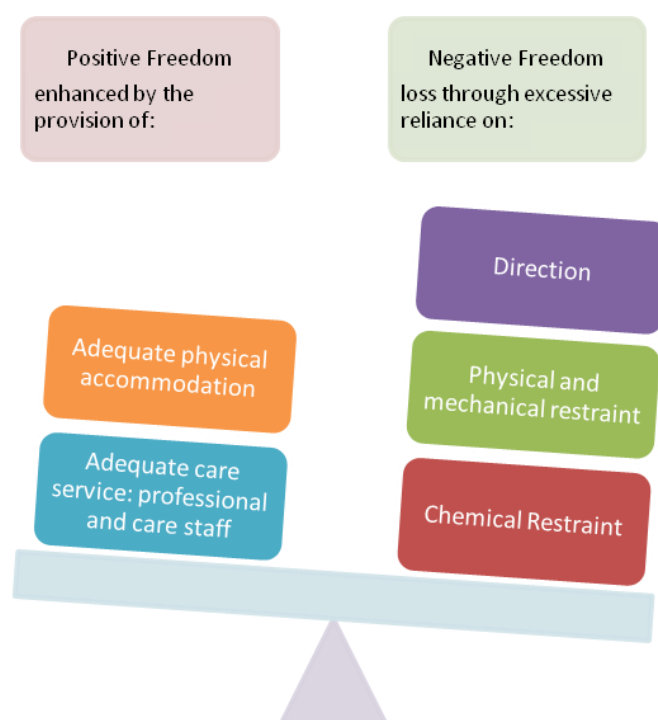 Positive Freedom
enhanced by the
provision of:
Negative Freedom
loss through excessive
reliance on:
Adequate physical
accommodation
Adequate care
service: professional
and care staff
Direction
Physical and
mechanical restraint
Chemical Restraint